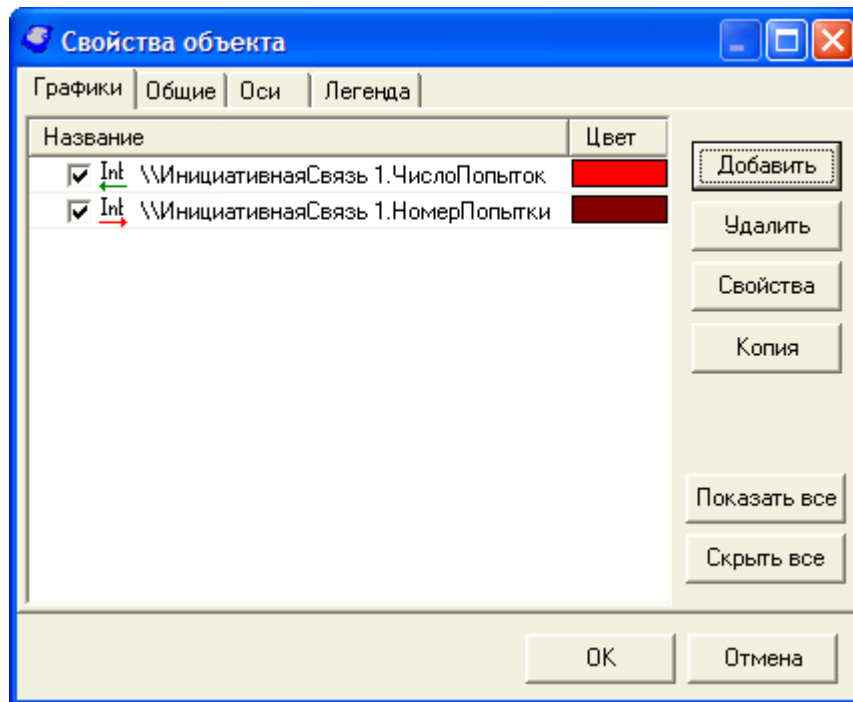 Свойства объекта
Графики Общие Оси Легенда
Название Цвет
Int \\ИнициативнаяСвязь 1.ЧислоПопыток
Int \\ИнициативнаяСвязь 1.НомерПопытки
Добавить
Удалить
Свойства
Копия
Показать все
Скрыть все
OK Отмена